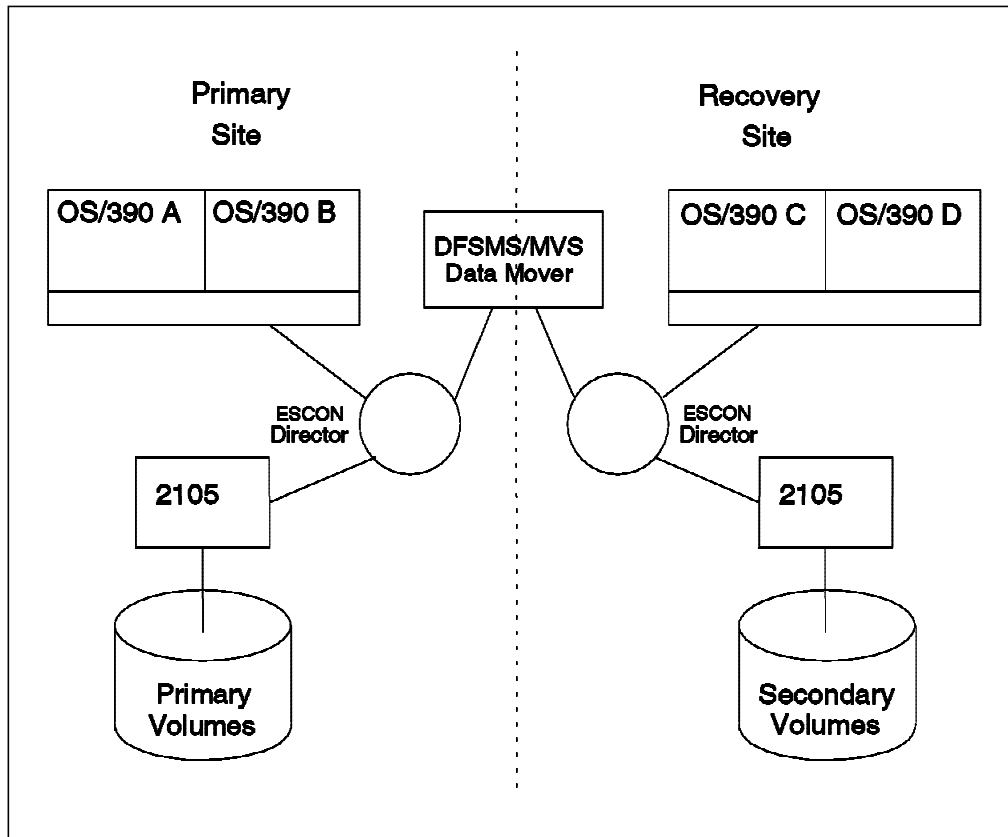 Primary
Site
Recovery
Site
OS/390 A
OS/390 B
DFSMS/MVS
Data Mover
OS/390 C
OS/390 D
ESCON
Director
ESCON
Director
2105
2105
Primary
Volumes
Secondary
Volumes